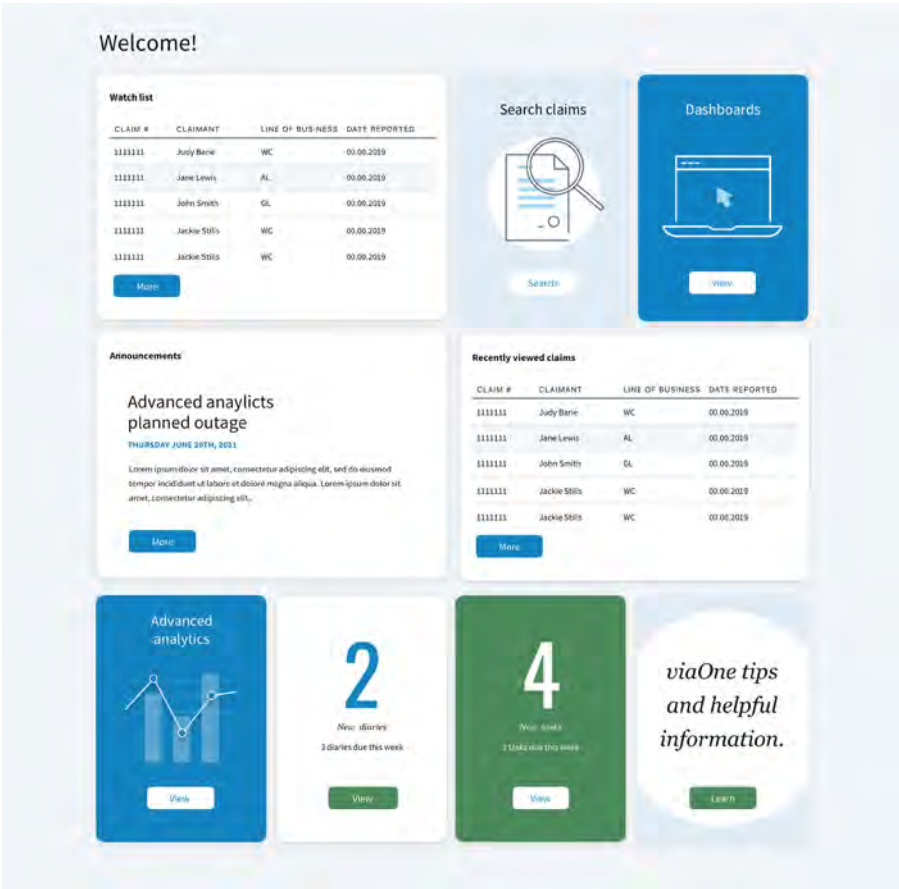 Welcome!
Watch list
CLAIM # CLAIMANT LINE OF BUSINESS DATE REPORTED
1111111 Judy Barie WC 00.00.2019
1111111 Jane Lewis AL 00.00.2019
1111111 John Smith GL 00.00.2019
1111111 Jackie Stills WC 00.00.2019
1111111 Jackie Stills WC 00.00.2019
More
Search claims
Search
Dashboards
View
Announcements
Advanced anaylicts
planned outage
THURSDAY JUNE 20TH, 2021
Lorem ipsum dolor sit amet, consectetur adipiscing elit, sed do eiusmod
tempor incididunt ut labore et dolore magna aliqua. Lorem ipsum dolor sit
amet, consectetur adipiscing elit..
More
Recently viewed claims
CLAIM # CLAIMANT LINE OF BUSINESS DATE REPORTED
1111111 Judy Barie WC 00.00.2019
1111111 Jane Lewis AL 00.00.2019
1111111 John Smith GL 00.00.2019
1111111 Jackie Stills WC 00.00.2019
1111111 Jackie Stills WC 00.00.2019
More
Advanced
analytics
View
2
New diaries
3 diaries due this week
View
4
New tasks
tasks due this week
View
viaOne tips
and helpful
information.
Learn